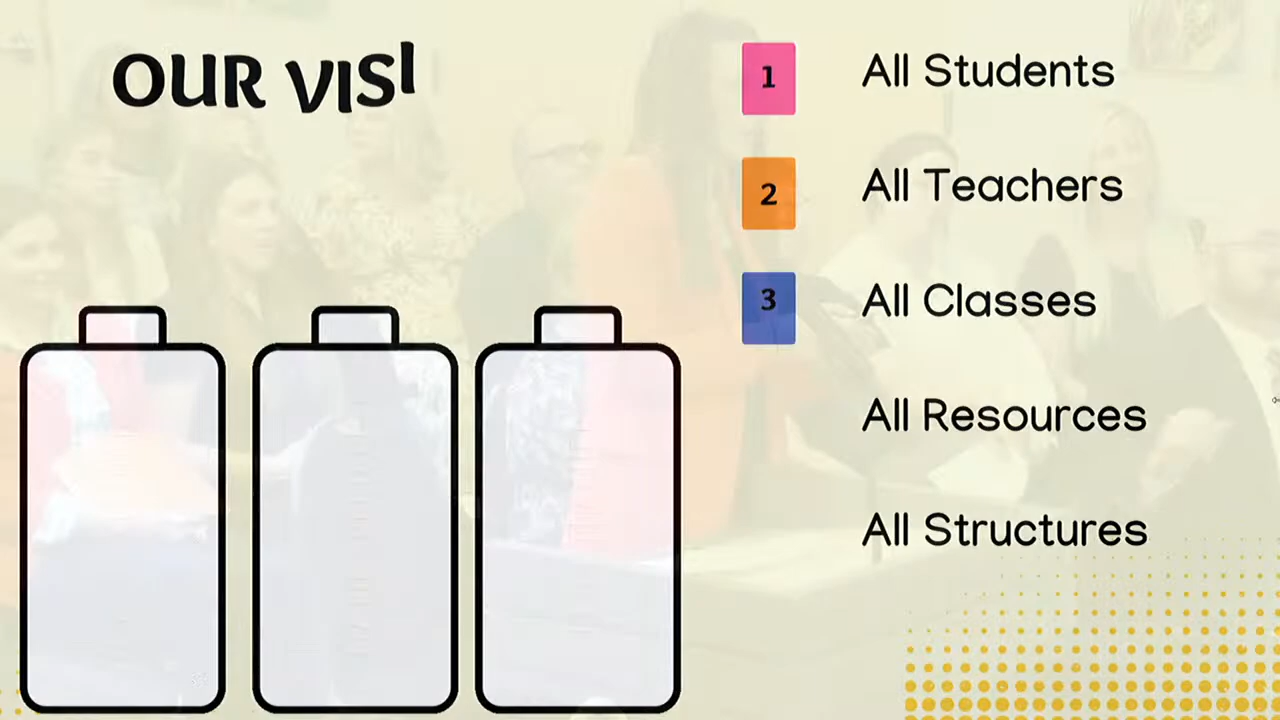 OUR VISI
1 All Students
2 All Teachers
3 All Classes
All Resources
All Structures